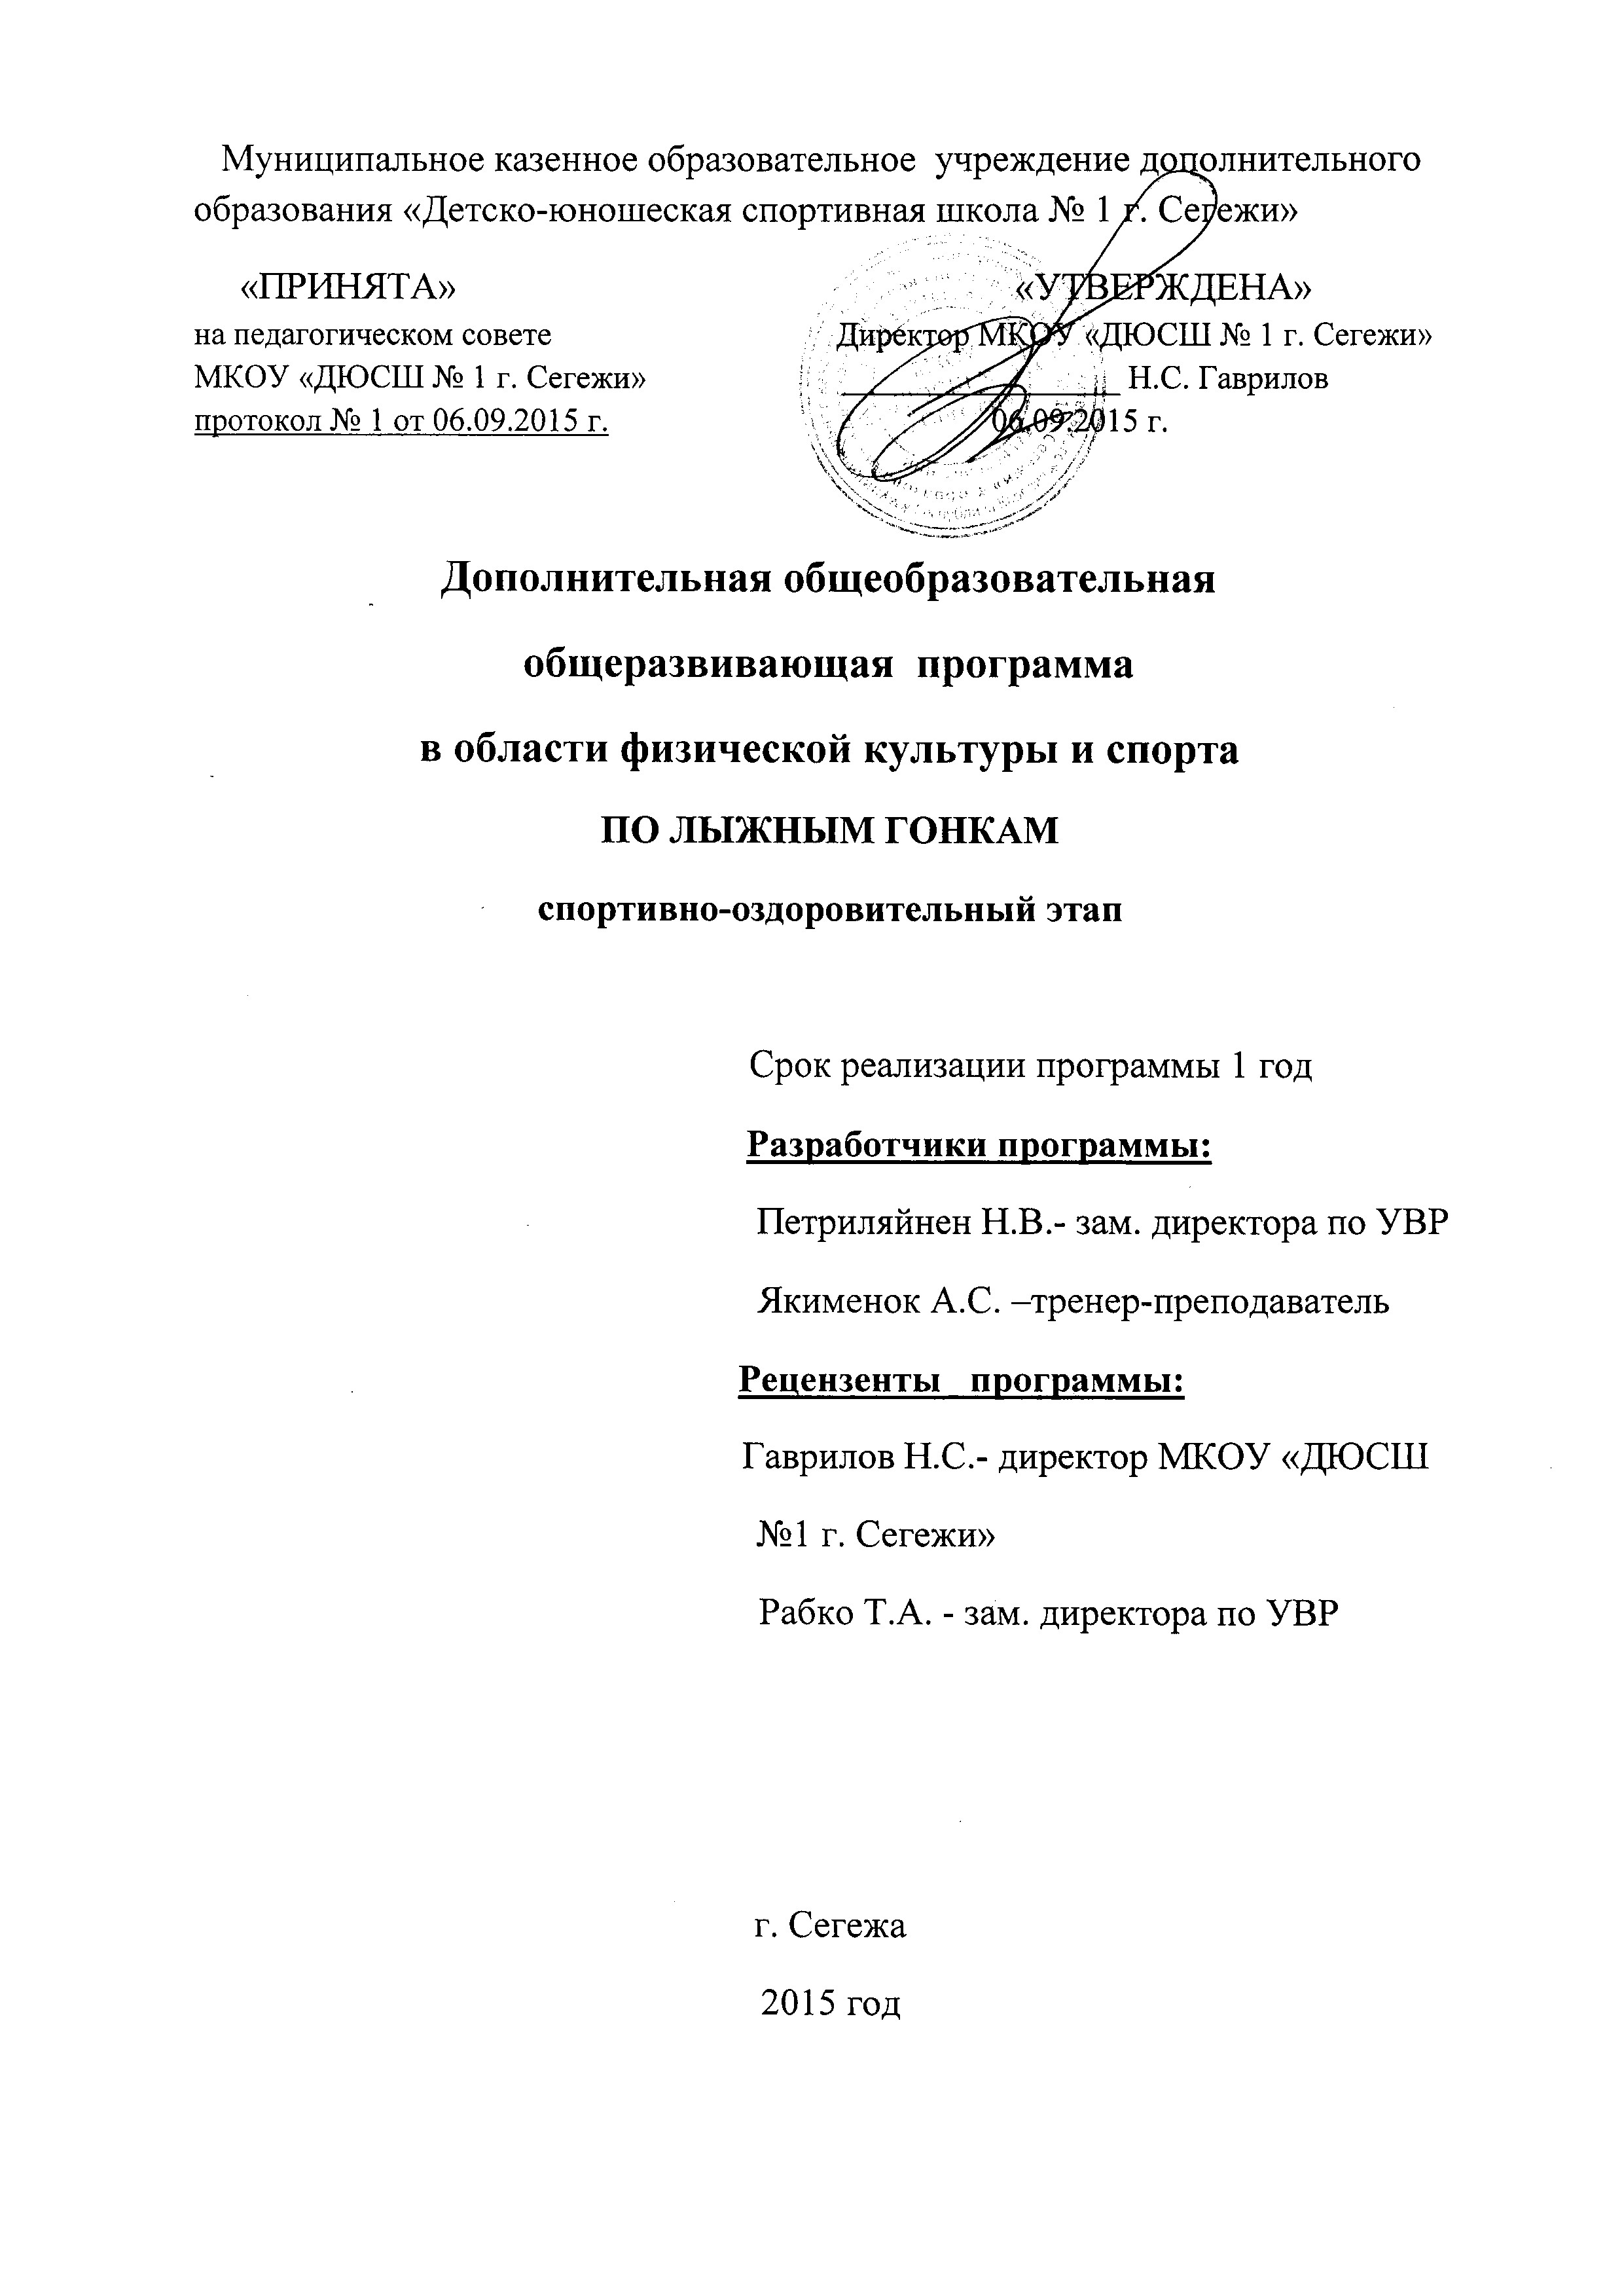 Муниципальное казенное образовательное учреждение дополнительного
образования «Детско-юношеская спортивная школа № 1 г. Сегежи»
«ПРИНЯТА»
на педагогическом совете
МКОУ «ДЮСШ № 1 г. Сегежи»
протокол № 1 от 06.09.2015 г.
«УТВЕРЖДЕНА»
Директор МКОУ «ДЮСШ № 1 г. Сегежи»
Н.С. Гаврилов
06.09.2015 г.
Дополнительная общеобразовательная
общеразвивающая программа
в области физической культуры и спорта
ПО ЛЫЖНЫМ ГОНКАМ
спортивно-оздоровительный этап
Срок реализации программы 1 год
Разработчики программы:
Петриляйнен Н.В.- зам. директора по УВР
Якименок А.С. –тренер-преподаватель
Рецензенты программы:
Гаврилов Н.С.- директор МКОУ «ДЮСШ
№1 г. Сегежи»
Рабко Т.А. - зам. директора по УВР
г. Сегежа
2015 год